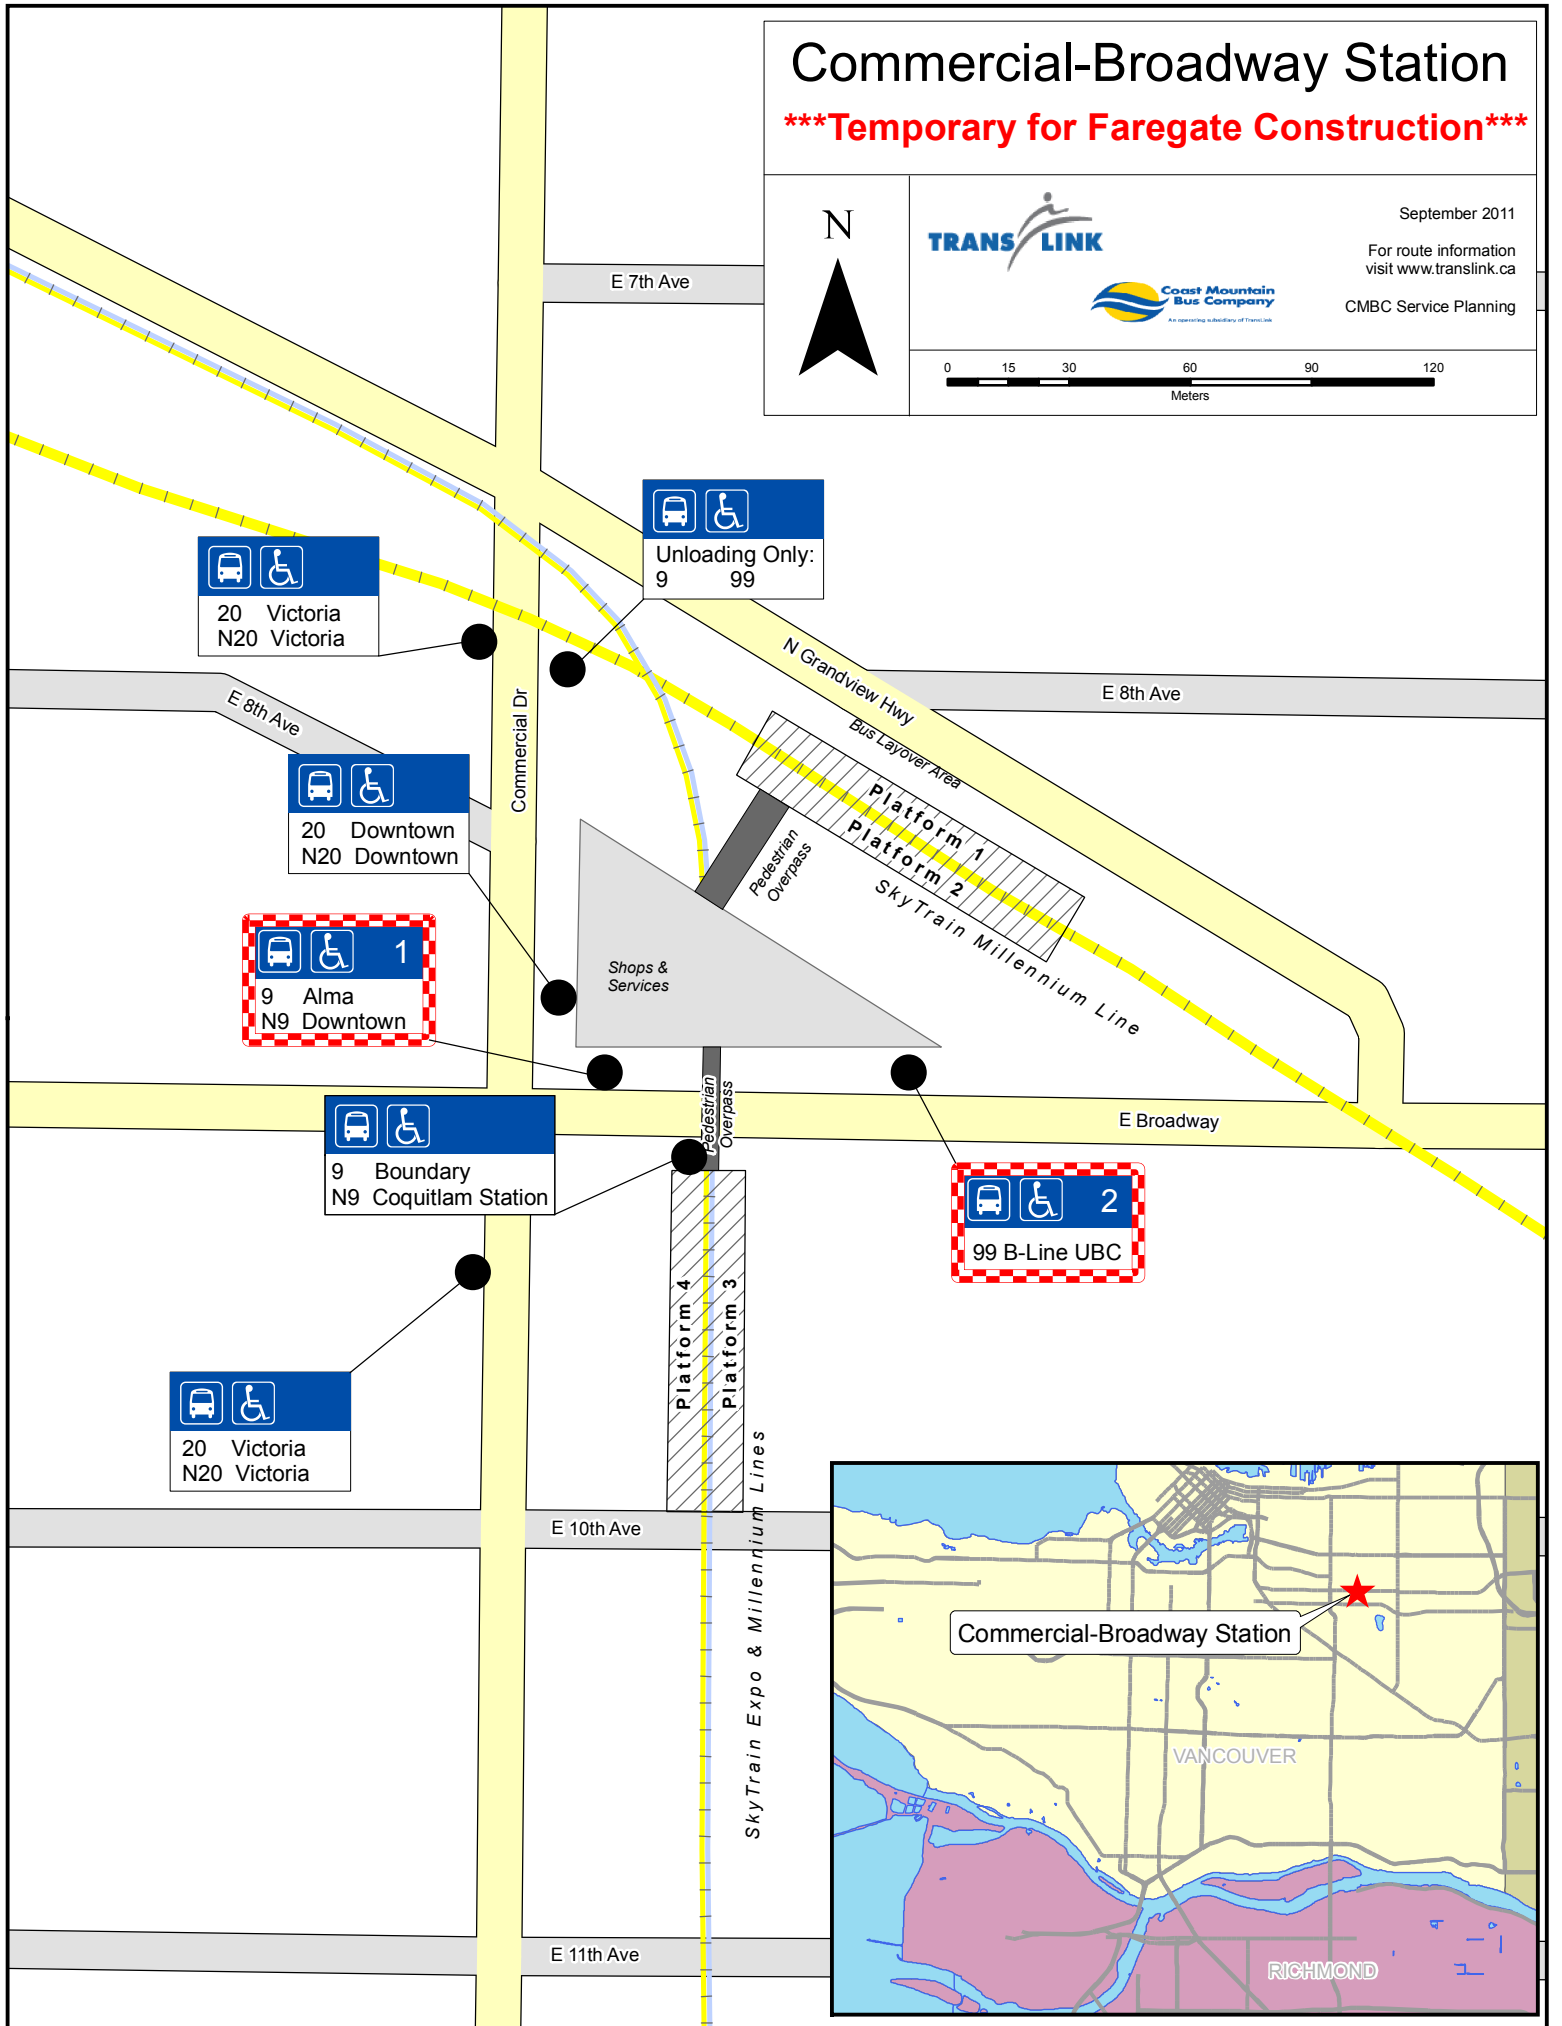 Commercial-Broadway Station
***Temporary for Faregate Construction***
N
TRANS LINK
September 2011
For route information
visit www.translink.ca
Coast Mountain
Bus Company
An operating subsidiary of TransLink
CMBC Service Planning
0 15 30 60 90 120
Meters
E 7th Ave
Unloading Only:
9 99
20 Victoria
N20 Victoria
N Grandview Hwy
E 8th Ave
E 8th Ave
Bus Layover Area
Commercial Dr
20 Downtown
N20 Downtown
Platform 1
Platform 2
Pedestrian
Overpass
SkyTrain Millennium Line
1
9 Alma
N9 Downtown
Shops &
Services
Pedestrian
Overpass
E Broadway
9 Boundary
N9 Coquitlam Station
2
99 B-Line UBC
Platform 4
Platform 3
20 Victoria
N20 Victoria
SkyTrain Expo & Millennium Lines
E 10th Ave
Commercial-Broadway Station
VANCOUVER
E 11th Ave
RICHMOND